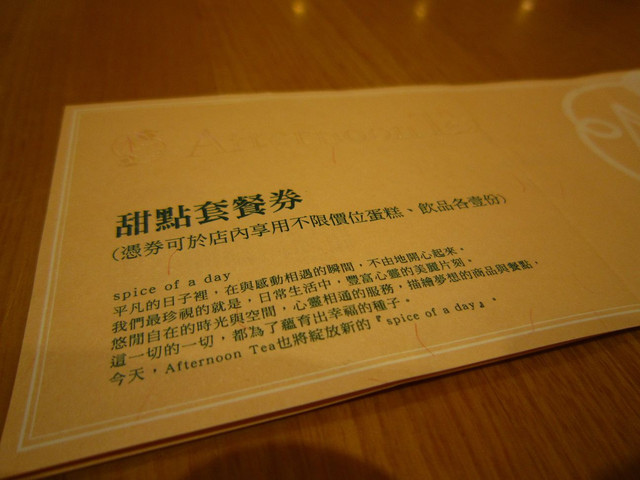 甜點套餐券
(憑券可於店內享用不限價位蛋糕、飲品各壹份)
spice of a day
平凡的日子裡，在與感動相遇的瞬間，不由地開心起來。
我們最珍視的就是，日常生活中，豐富心靈的美麗片刻。
悠閒自在的時光與空間，心靈相通的服務，描繪夢想的商品與餐點，
這一切的一切，都為了蘊育出幸福的種子。
今天，Afternoon Tea也將綻放新的『spice of a day』。